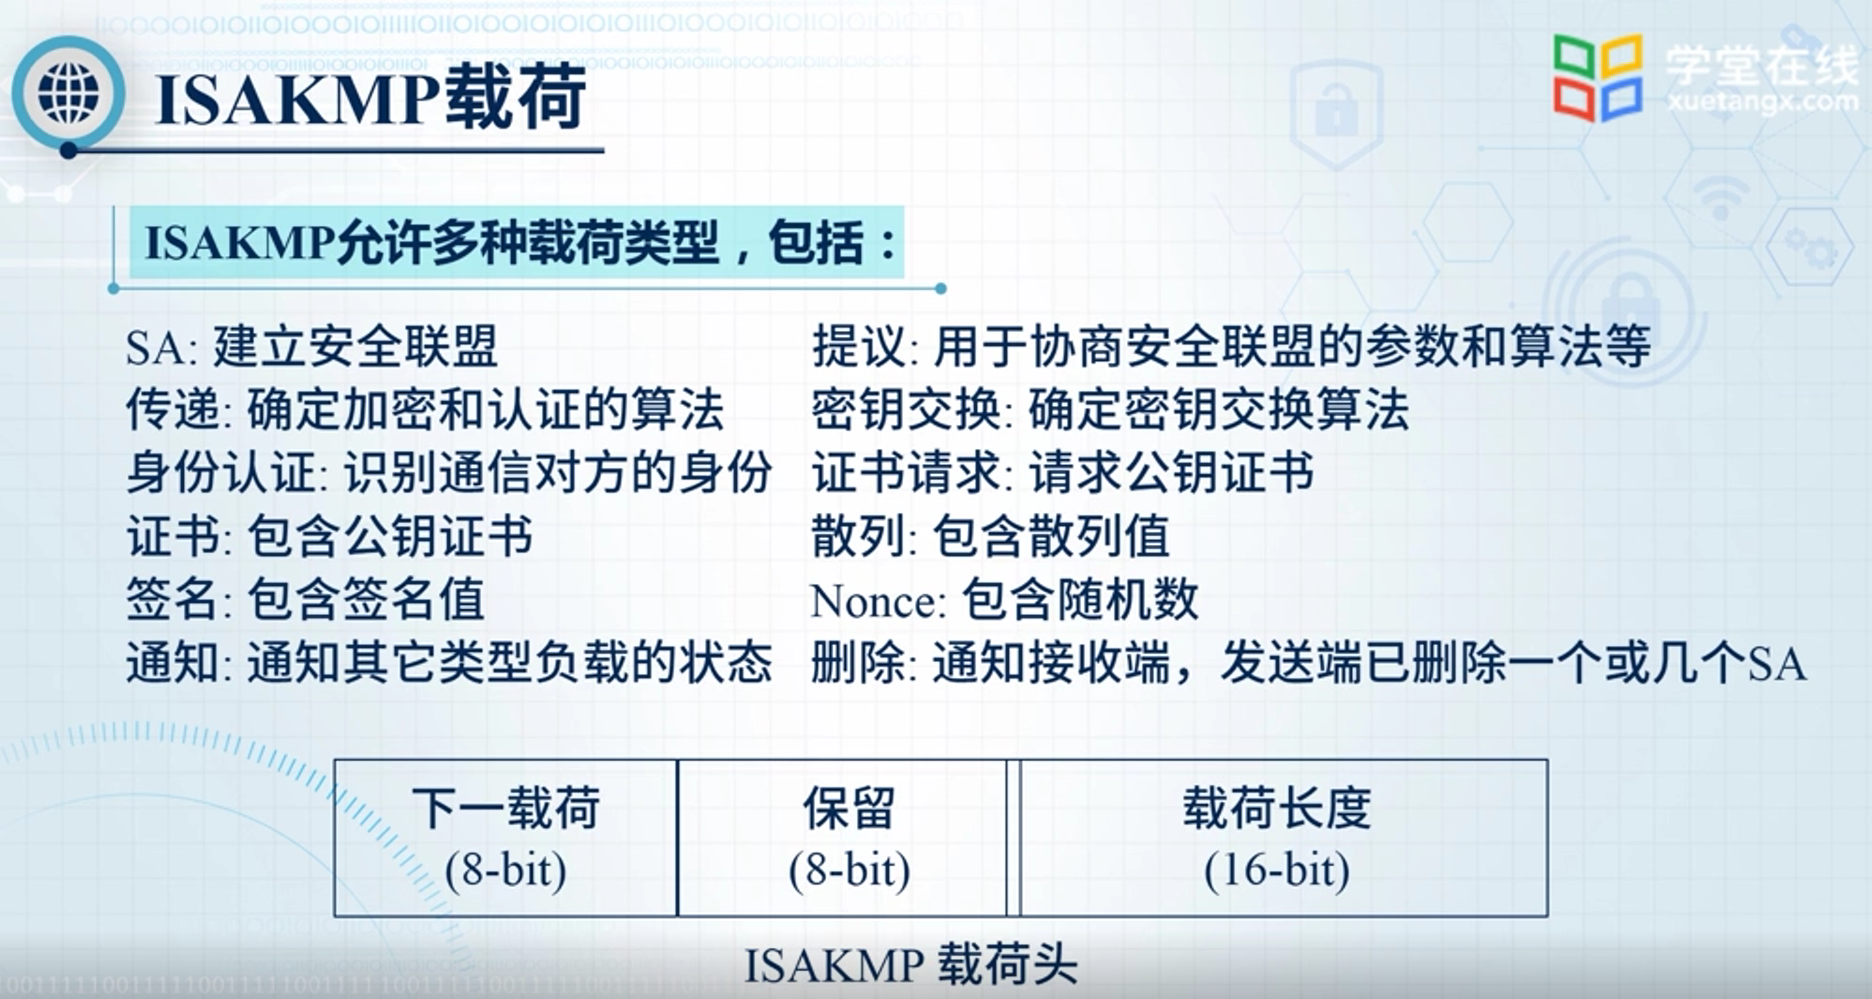 ISAKMP载荷
学堂在线
xuetangx.com
ISAKMP允许多种载荷类型，包括：
SA: 建立安全联盟
提议: 用于协商安全联盟的参数和算法等
传递: 确定加密和认证的算法
密钥交换: 确定密钥交换算法
身份认证: 识别通信对方的身份
证书请求: 请求公钥证书
证书: 包含公钥证书
散列: 包含散列值
签名: 包含签名值
Nonce: 包含随机数
通知: 通知其它类型负载的状态
删除: 通知接收端，发送端已删除一个或几个SA
下一载荷
(8-bit)
保留
(8-bit)
载荷长度
(16-bit)
ISAKMP 载荷头